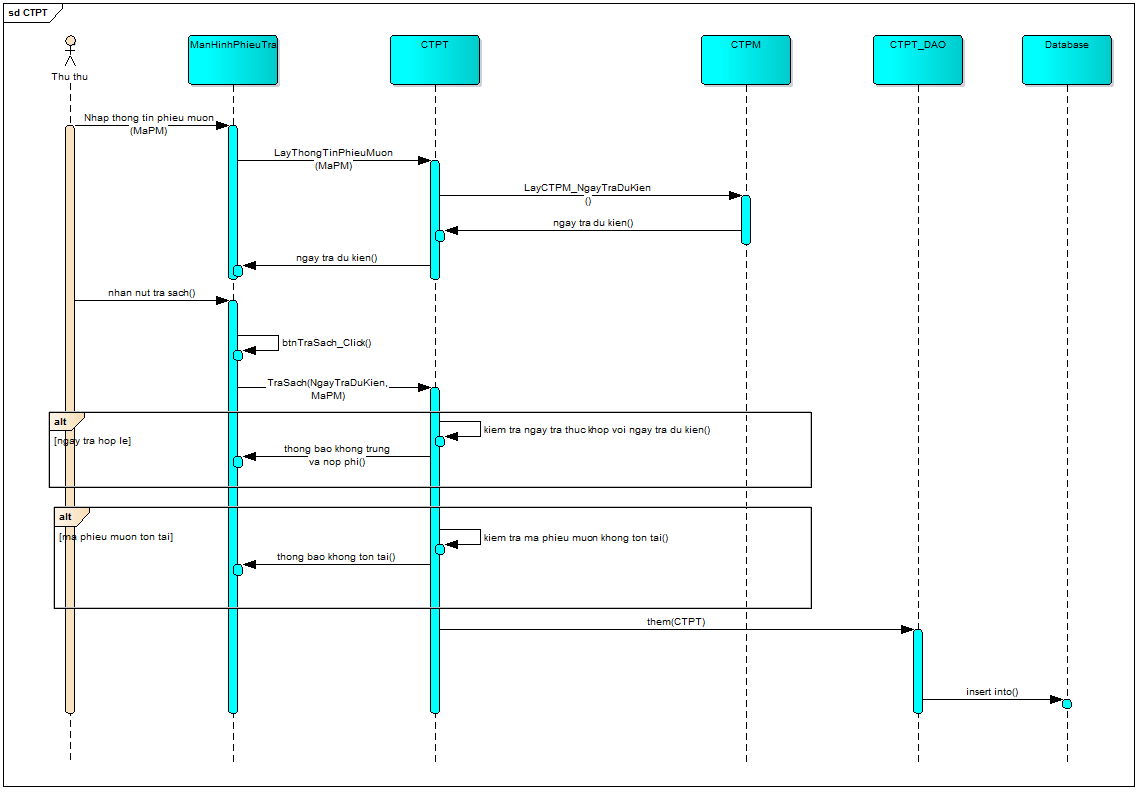 sd CTPT
Thu thu
ManHinhPhieuTra
CTPT
CTPM
CTPT_DAO
Database
Nhap thong tin phieu muon
(MaPM)
LayThongTinPhieuMuon
(MaPM)
LayCTPM_NgayTraDuKien
()
ngay tra du kien()
ngay tra du kien()
nhan nut tra sach()
btnTraSach_Click()
TraSach(NgayTraDuKien,
MaPM)
alt
[ngay tra hop le]
kiem tra ngay tra thuc khop voi ngay tra du kien()
thong bao khong trung
va nop phi()
alt
[ma phieu muon ton tai]
kiem tra ma phieu muon khong ton tai()
thong bao khong ton tai()
them(CTPT)
insert into()